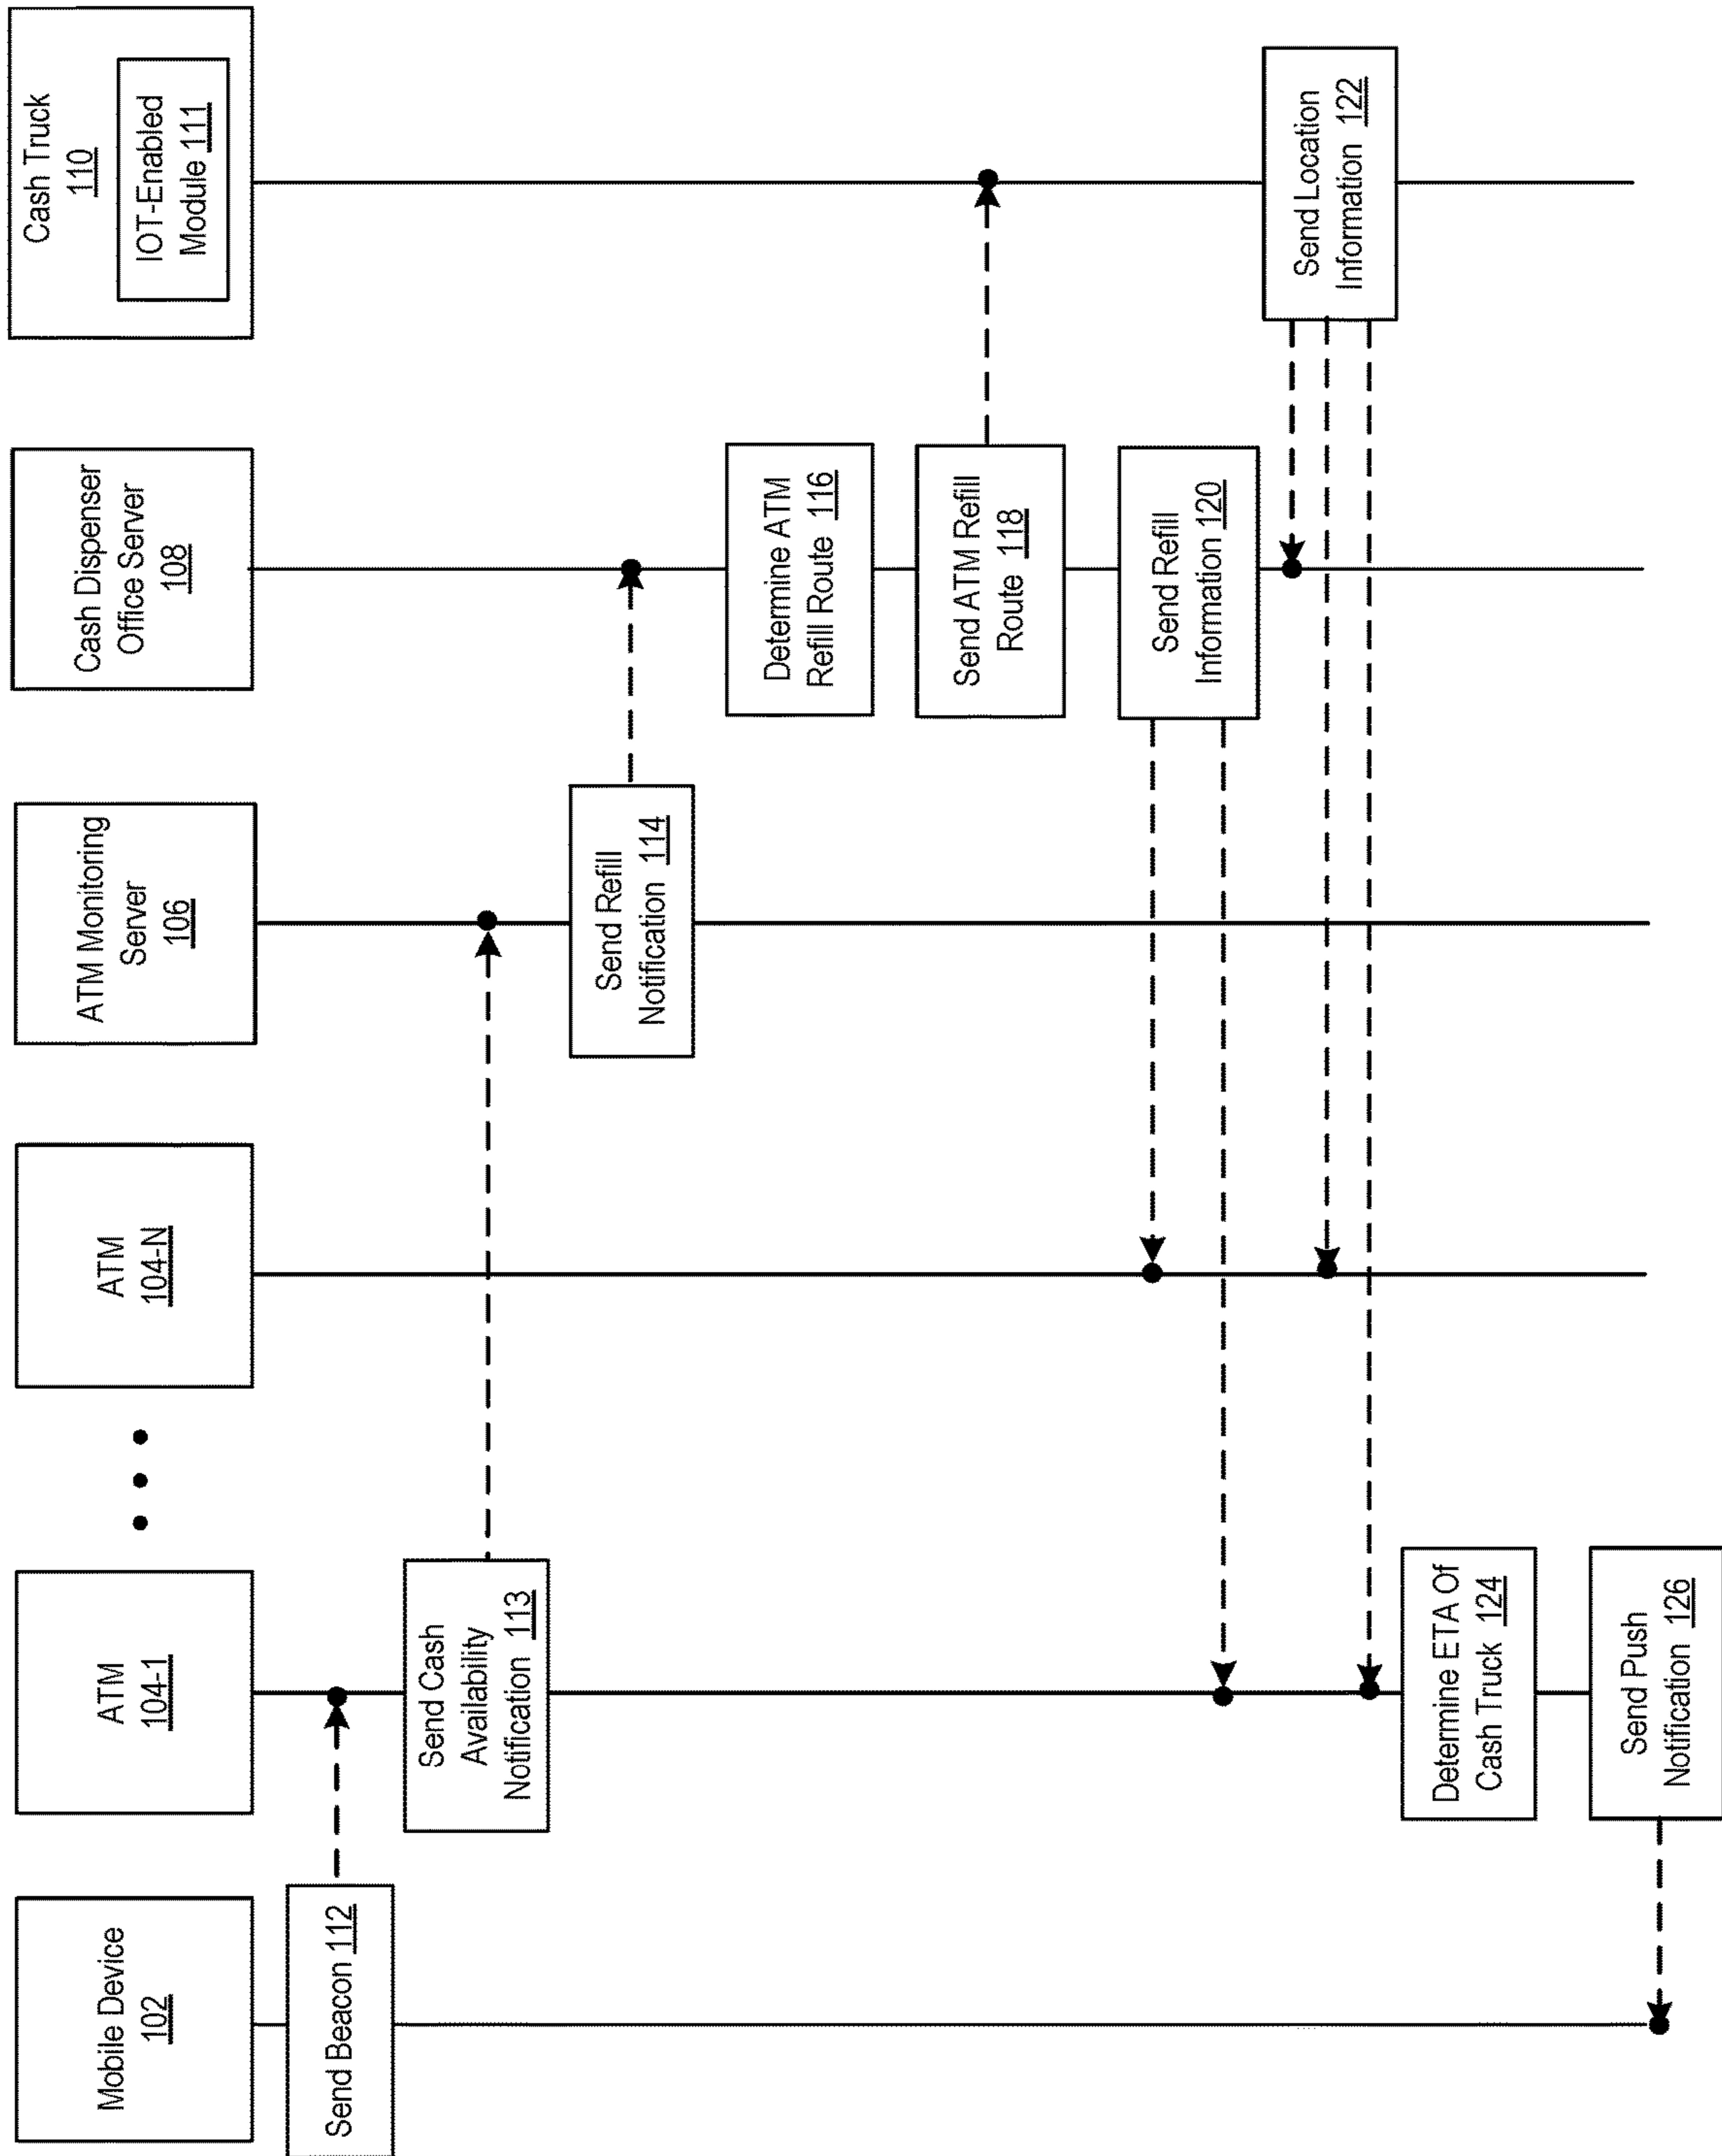 Mobile Device
102
ATM
104-1
ATM
104-N
ATM Monitoring
Server
106
Cash Dispenser
Office Server
108
Cash Truck
110
IOT-Enabled
Module 111
Send Beacon 112
Send Cash
Availability
Notification 113
Send Refill
Notification 114
Determine ATM
Refill Route 116
Send ATM Refill
Route 118
Send Refill
Information 120
Send Location
Information 122
Determine ETA Of
Cash Truck 124
Send Push
Notification 126